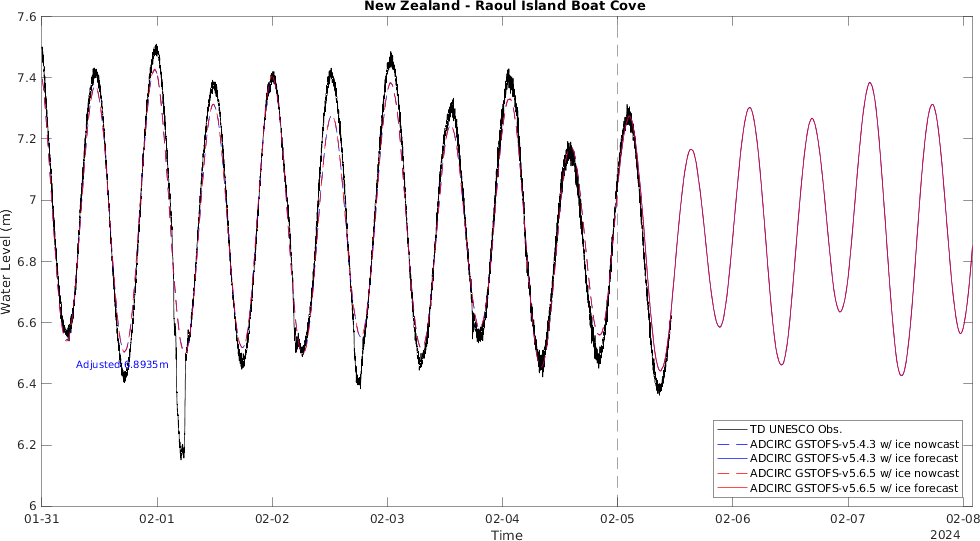 New Zealand - Raoul Island Boat Cove
7.6
7.4
7.2
7
6.8
6.6
6.4
6.2
6
Water Level (m)
Adjusted:6.8935m
TD UNESCO Obs.
ADCIRC GSTOFS-v5.4.3 w/ ice nowcast
ADCIRC GSTOFS-v5.4.3 w/ ice forecast
ADCIRC GSTOFS-v5.6.5 w/ ice nowcast
ADCIRC GSTOFS-v5.6.5 w/ ice forecast
01-31 02-01 02-02 02-03 02-04 02-05 02-06 02-07 02-08
Time
2024